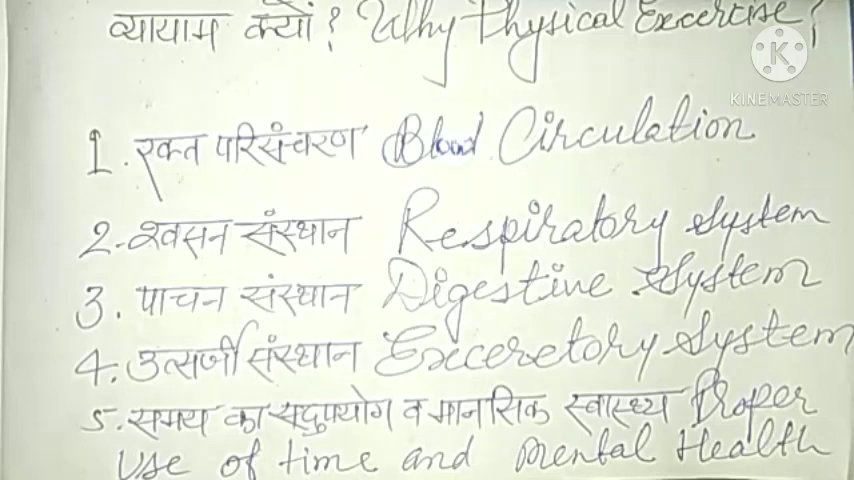 व्यायाम क्यों? Why Physical Excercise?
KINEMASTER
1. रक्त परिसंचरण Blood Circulation
2. श्वसन संस्थान Respiratory System
3. पाचन संस्थान Digestive System
4. उत्सर्जी संस्थान Exceretory System
5. समय का सदुपयोग व मानसिक स्वास्थ्य Proper
Use of time and mental Health